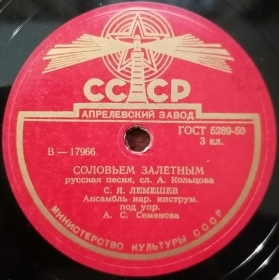 СССР
АПРЕЛЕВСКИЙ ЗАВОД
ГОСТ 5289-50
3 кл.
В — 17966
СОЛОВЬЕМ ЗАЛЕТНЫМ
русская песня, сл. А. Кольцова
С. Я. ЛЕМЕШЕВ
Ансамбль нар. инструм.
под упр.
А. С. Семенова
МИНИСТЕРСТВО КУЛЬТУРЫ СССР